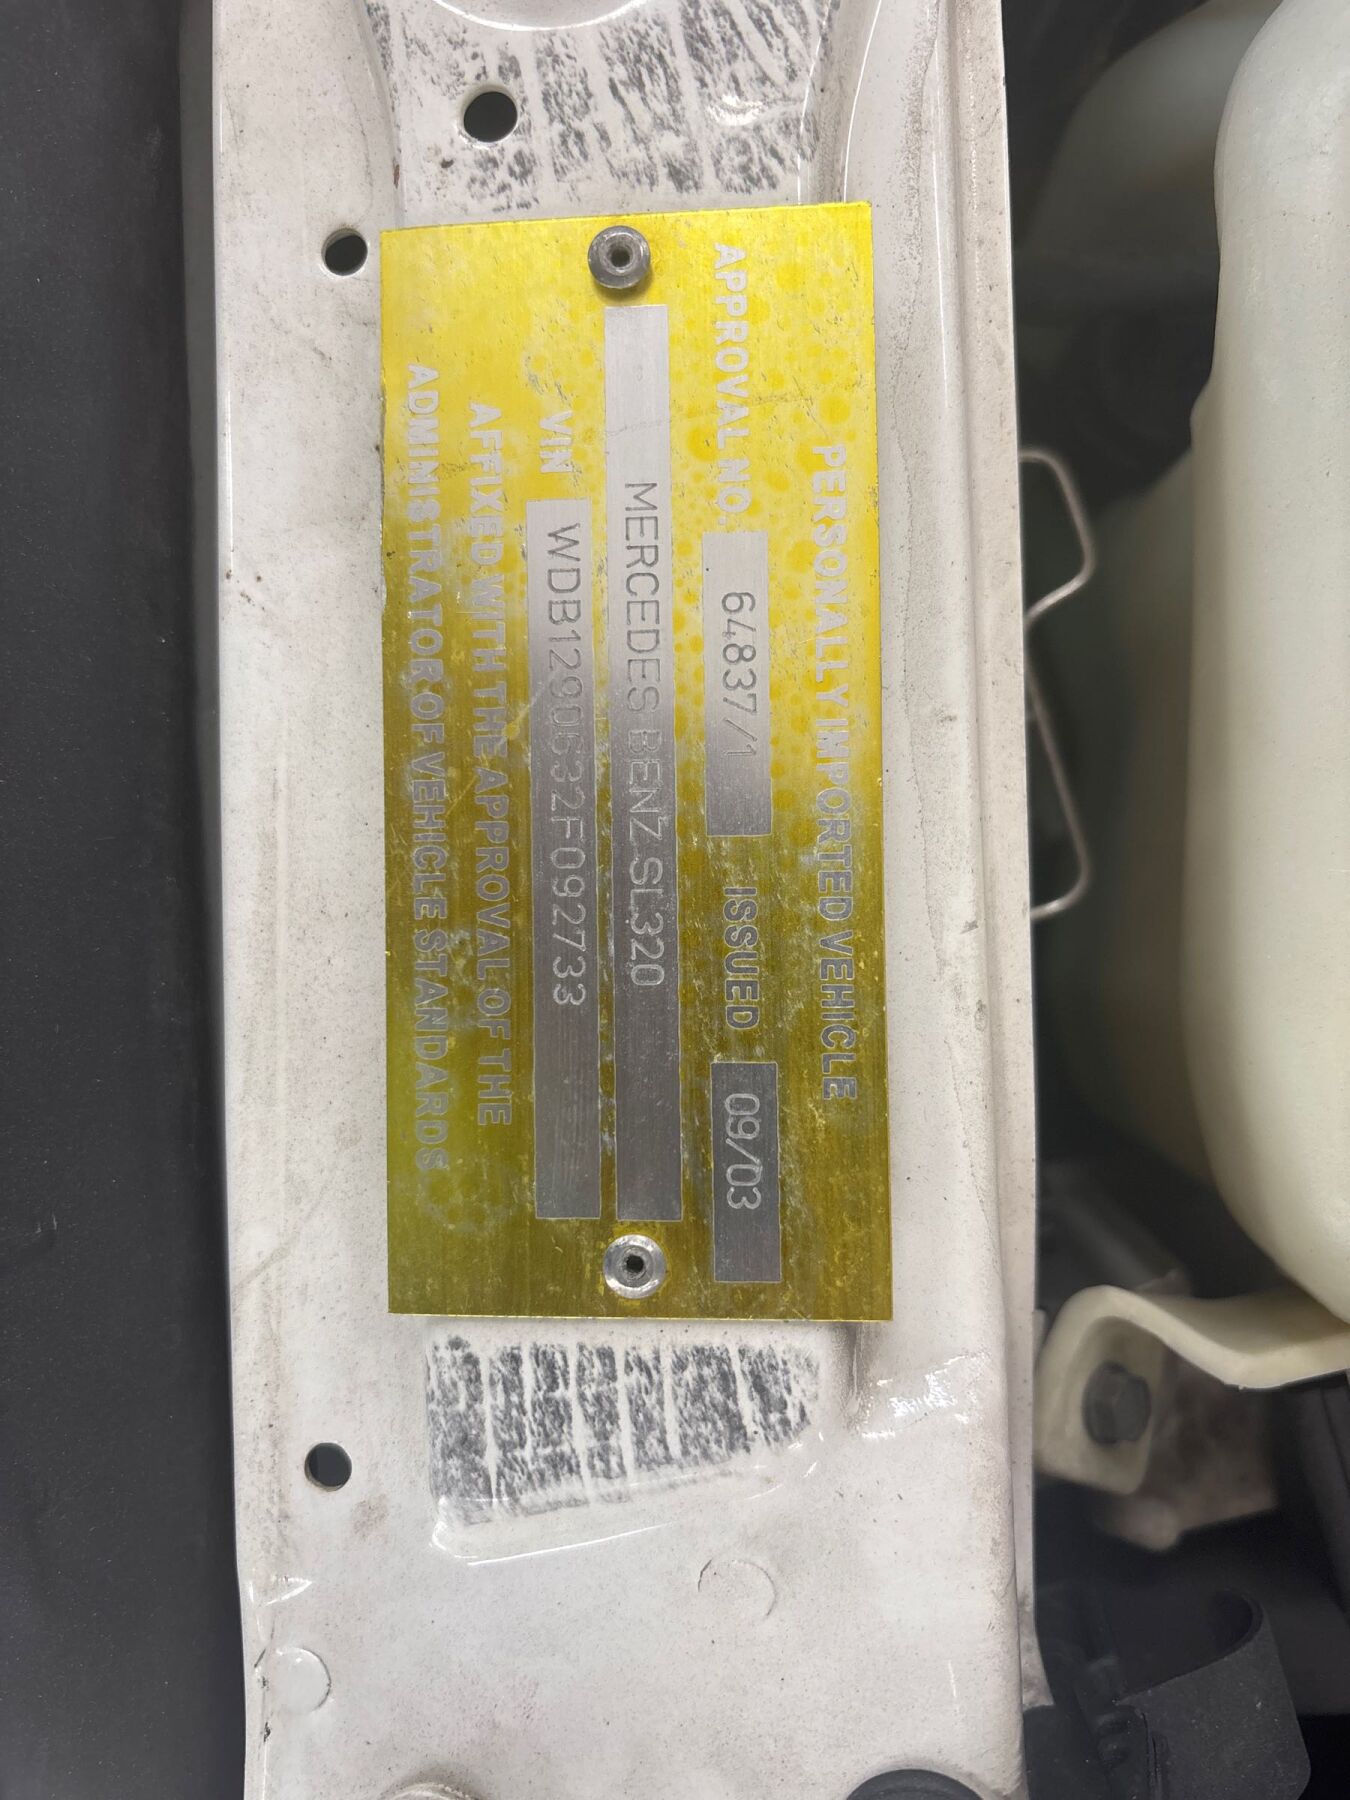 PERSONALLY IMPORTED VEHICLE
APPROVAL NO. 64837/1 ISSUED 09/03
MERCEDES BENZ SL320
VIN WDB1290632F092733
AFFIXED WITH THE APPROVAL OF THE
ADMINISTRATOR OF VEHICLE STANDARDS